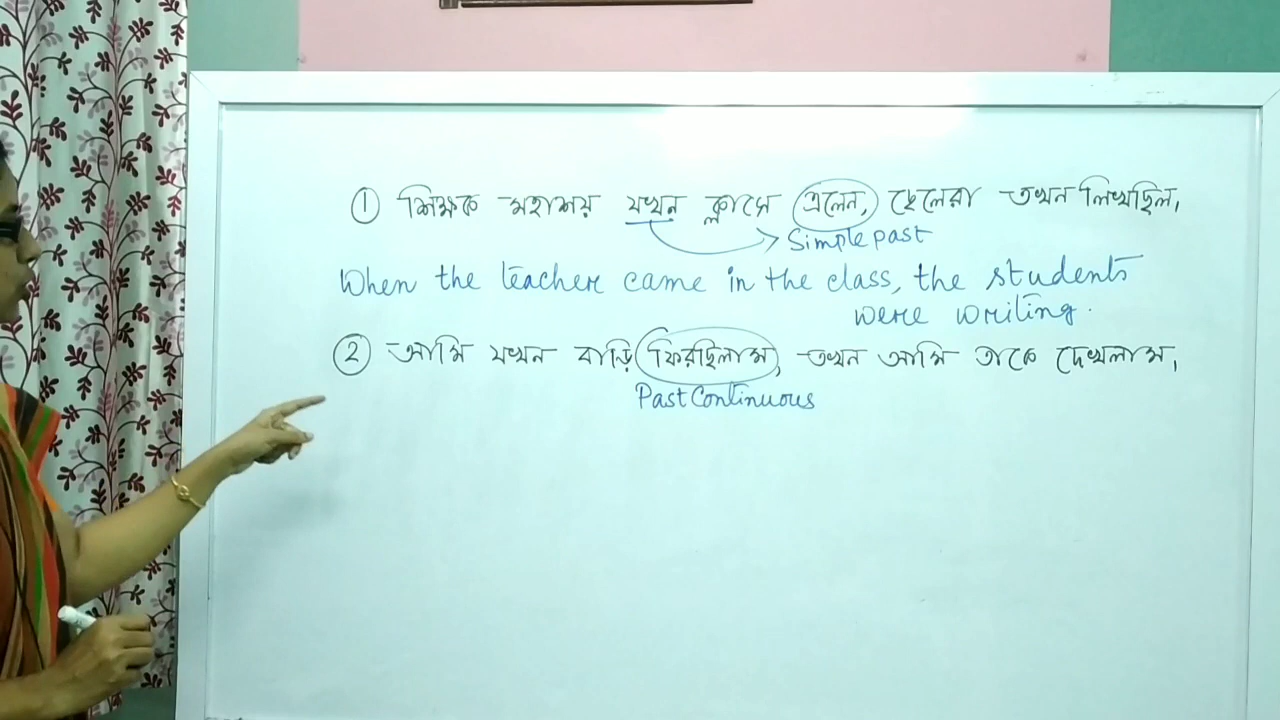 ① শিক্ষক মহাশয় যখন ক্লাসে এলেন, ছেলেরা তখন লিখছিল,
Simple past
When the teacher came in the class, the students
were writing.
② আমি যখন বাড়ি ফিরছিলাম, তখন আমি তাকে দেখলাম,
Past Continuous